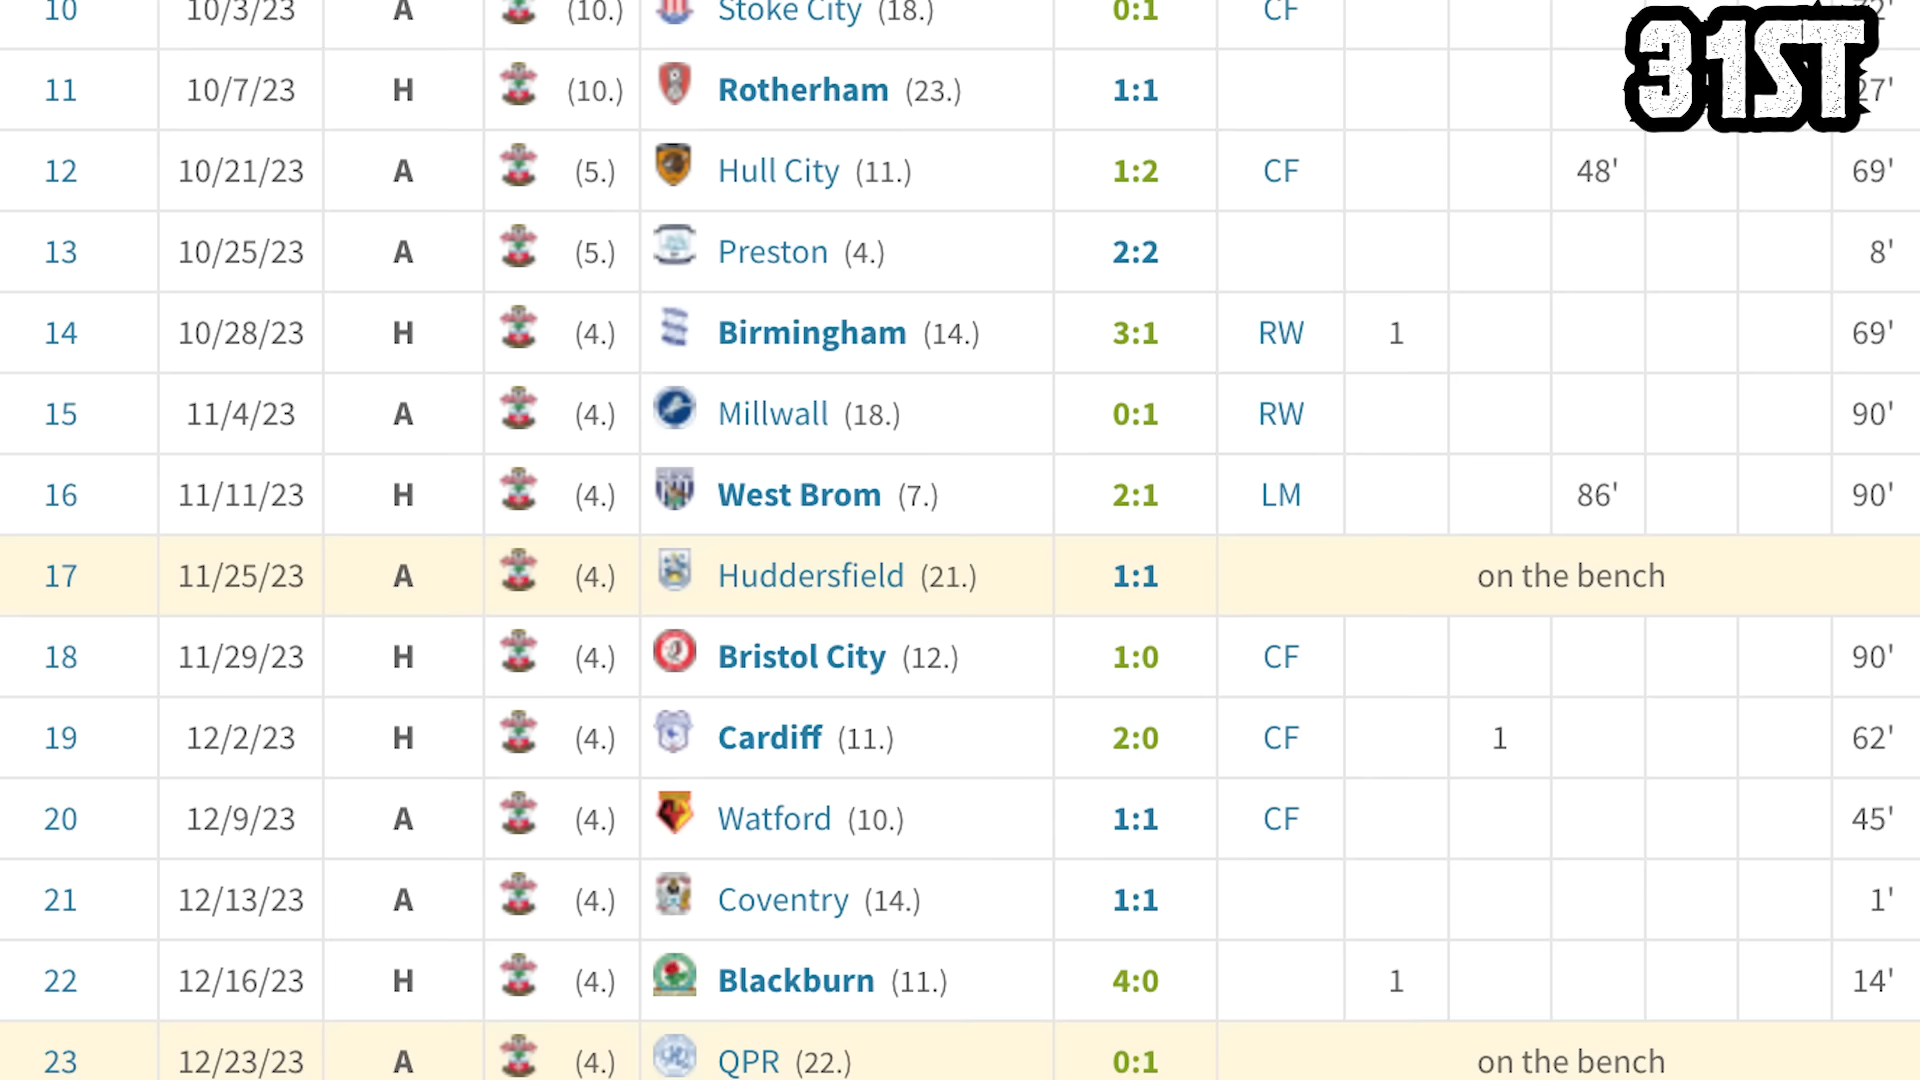 10 10/3/23 A (10.) Stoke City (18.) 0:1 CF
31ST
11 10/7/23 H (10.) Rotherham (23.) 1:1 27'
12 10/21/23 A (5.) Hull City (11.) 1:2 CF 48' 69'
13 10/25/23 A (5.) Preston (4.) 2:2 8'
14 10/28/23 H (4.) Birmingham (14.) 3:1 RW 1 69'
15 11/4/23 A (4.) Millwall (18.) 0:1 RW 90'
16 11/11/23 H (4.) West Brom (7.) 2:1 LM 86' 90'
17 11/25/23 A (4.) Huddersfield (21.) 1:1 on the bench
18 11/29/23 H (4.) Bristol City (12.) 1:0 CF 90'
19 12/2/23 H (4.) Cardiff (11.) 2:0 CF 1 62'
20 12/9/23 A (4.) Watford (10.) 1:1 CF 45'
21 12/13/23 A (4.) Coventry (14.) 1:1 1'
22 12/16/23 H (4.) Blackburn (11.) 4:0 1 14'
23 12/23/23 A (4.) QPR (22.) 0:1 on the bench